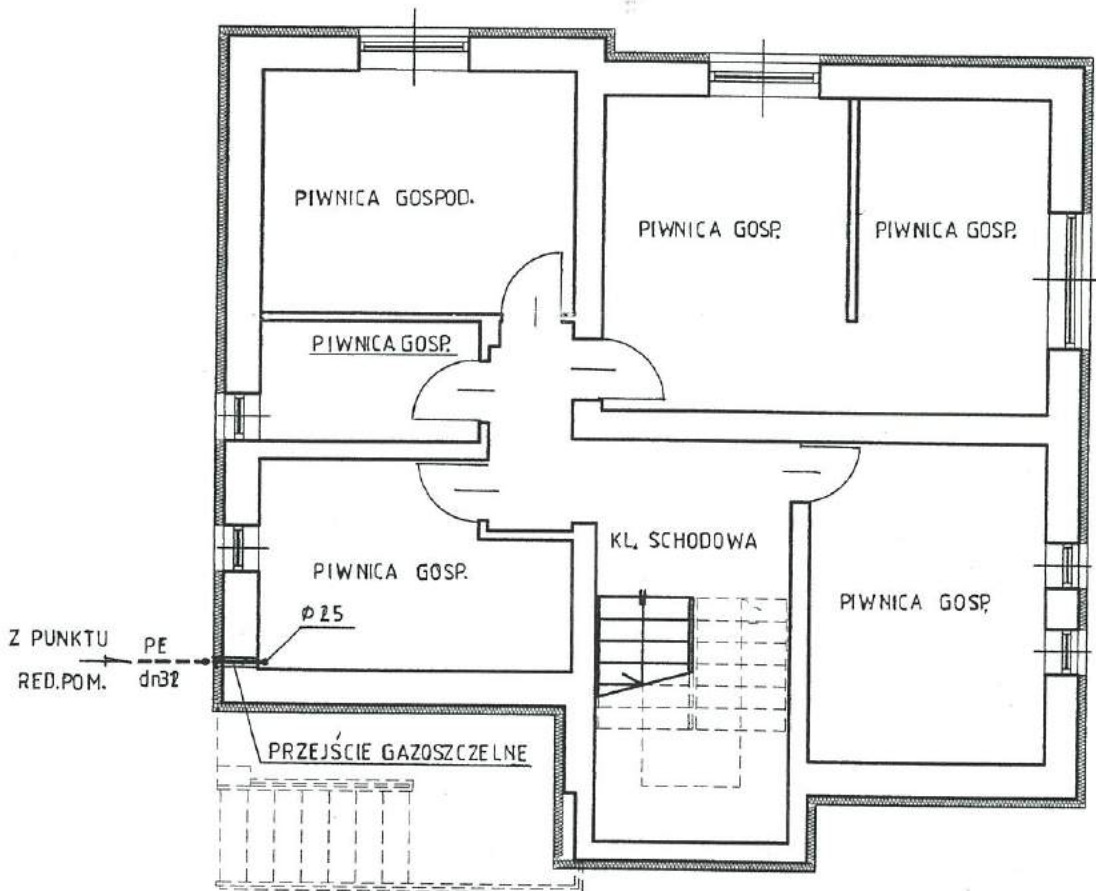 PIWNICA GOSPOD.
PIWNICA GOSP.
PIWNICA GOSP.
PIWNICA GOSP.
KL. SCHODOWA
PIWNICA GOSP.
PIWNICA GOSP.
Ø25
Z PUNKTU
RED.POM.
PE
dn32
PRZEJŚCIE GAZOSZCZELNE